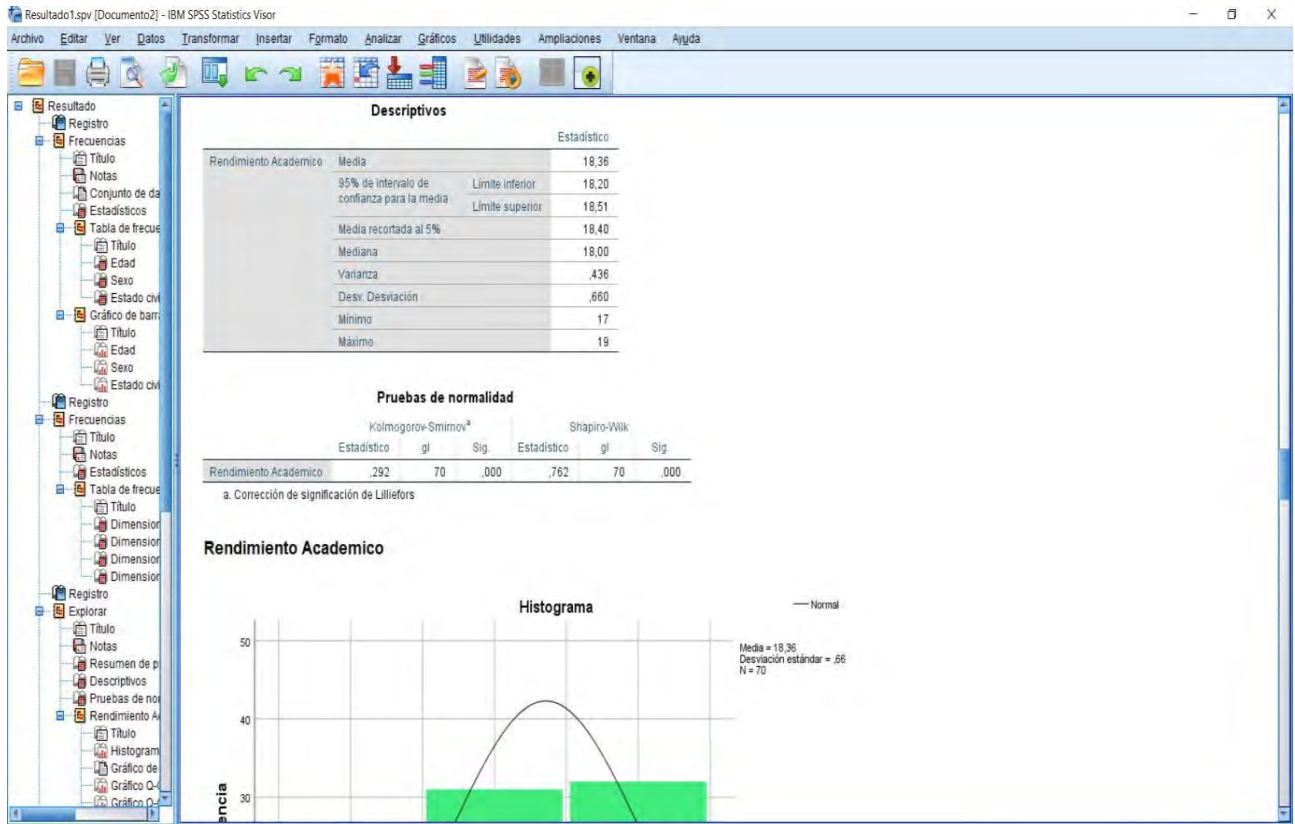 Resultado1.spv [Documento2] - IBM SPSS Statistics Visor
Archivo Editar Ver Datos Transformar Insertar Formato Analizar Gráficos Utilidades Ampliaciones Ventana Ayuda
Resultado
Registro
Frecuencias
Título
Notas
Conjunto de da
Estadísticos
Tabla de frecue
Título
Edad
Sexo
Estado civi
Gráfico de barra
Título
Edad
Sexo
Estado civi
Registro
Frecuencias
Título
Notas
Estadísticos
Tabla de frecue
Título
Dimension
Dimension
Dimension
Dimension
Registro
Explorar
Título
Notas
Resumen de p
Descriptivos
Pruebas de nor
Rendimiento A
Título
Histogram
Gráfico de
Gráfico Q-
Gráfico Q-
Descriptivos
Estadístico
Rendimiento Academico Media 18,36
95% de intervalo de confianza para la media Límite inferior 18,20
Límite superior 18,51
Media recortada al 5% 18,40
Mediana 18,00
Varianza ,436
Desv. Desviación ,660
Mínimo 17
Máximo 19
Pruebas de normalidad
Kolmogorov-Smirnov^a Shapiro-Wilk
Estadístico gl Sig. Estadístico gl Sig.
Rendimiento Academico ,292 70 ,000 ,762 70 ,000
a. Corrección de significación de Lilliefors
Rendimiento Academico
Histograma
Normal
Media = 18,36
Desviación estándar = ,66
N = 70
50
40
30
encia